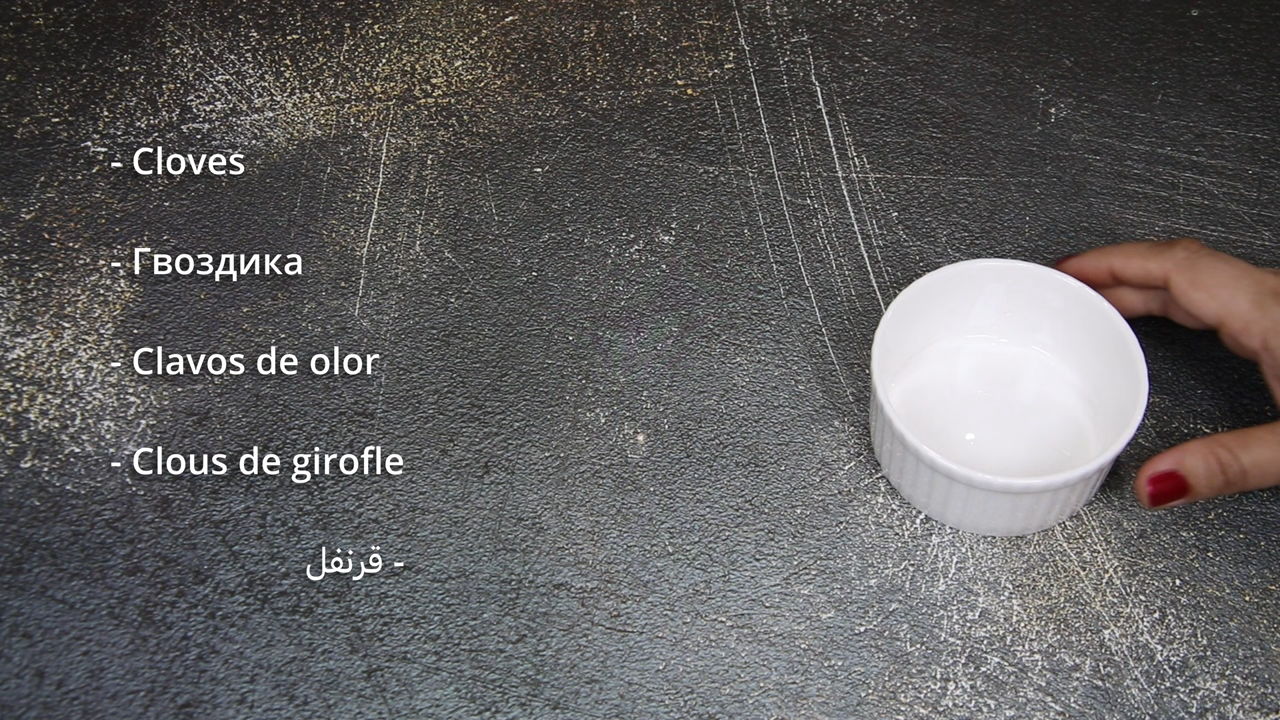 - Cloves
- Гвоздика
- Clavos de olor
- Clous de girofle
- قرنفل